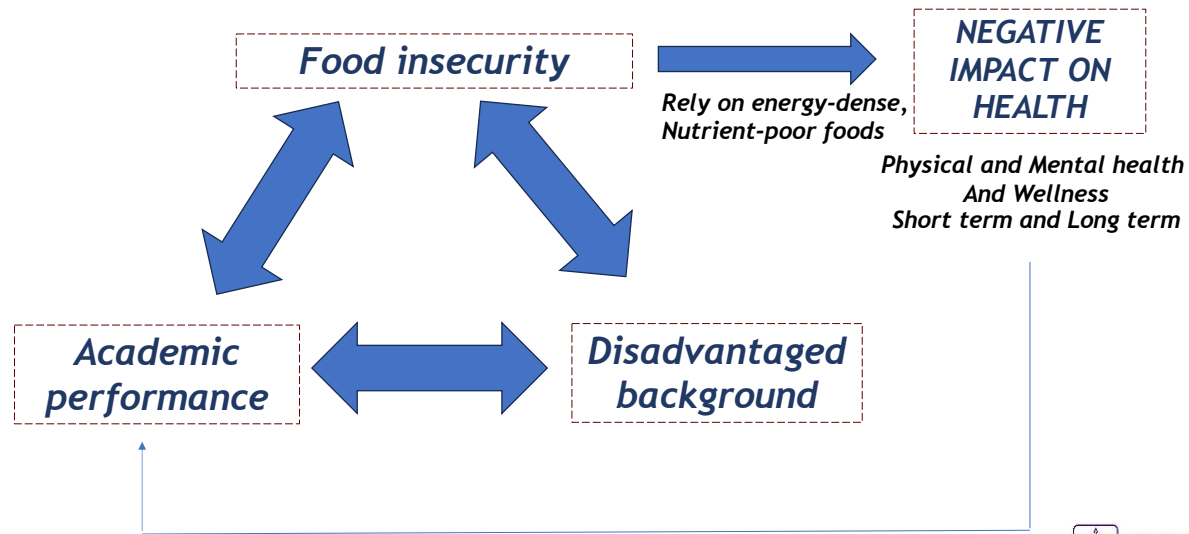 Food insecurity
NEGATIVE
IMPACT ON
HEALTH
Rely on energy-dense,
Nutrient-poor foods
Physical and Mental health
And Wellness
Short term and Long term
Academic
performance
Disadvantaged
background